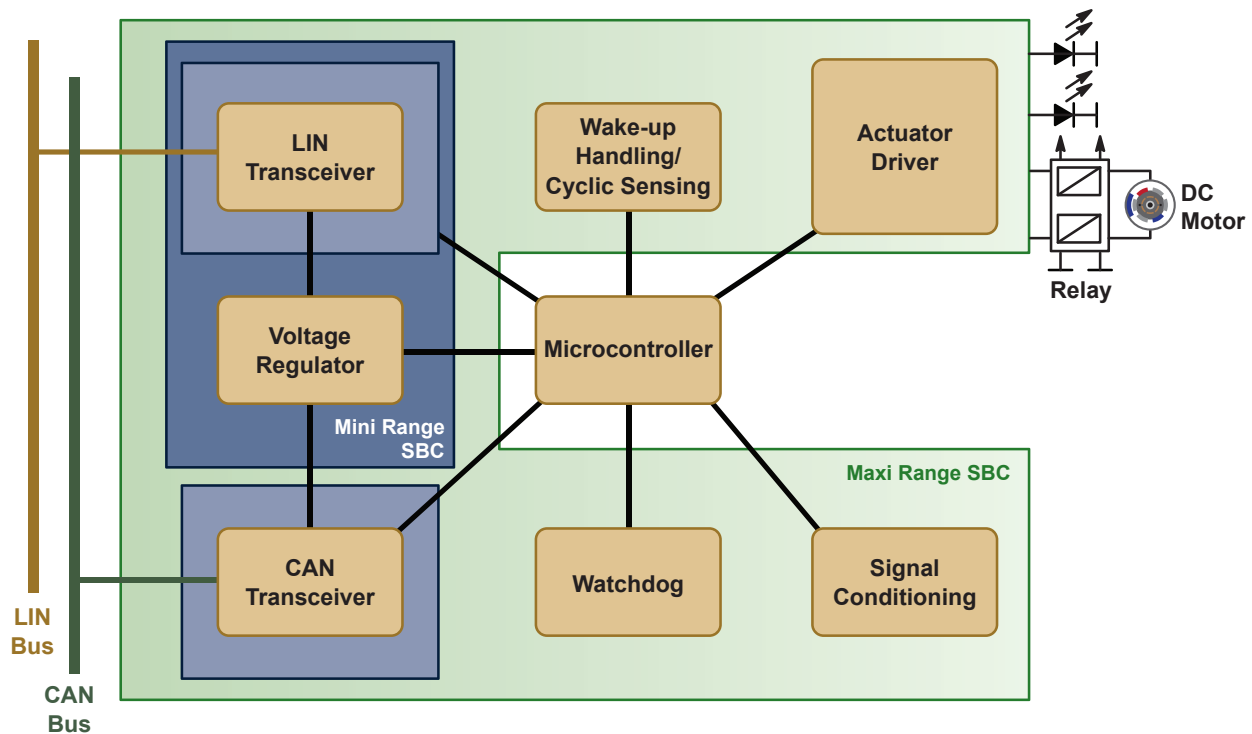 LIN
Transceiver
Wake-up
Handling/
Cyclic Sensing
Actuator
Driver
DC
Motor
Relay
Voltage
Regulator
Microcontroller
Mini Range
SBC
Maxi Range SBC
CAN
Transceiver
Watchdog
Signal
Conditioning
LIN
Bus
CAN
Bus